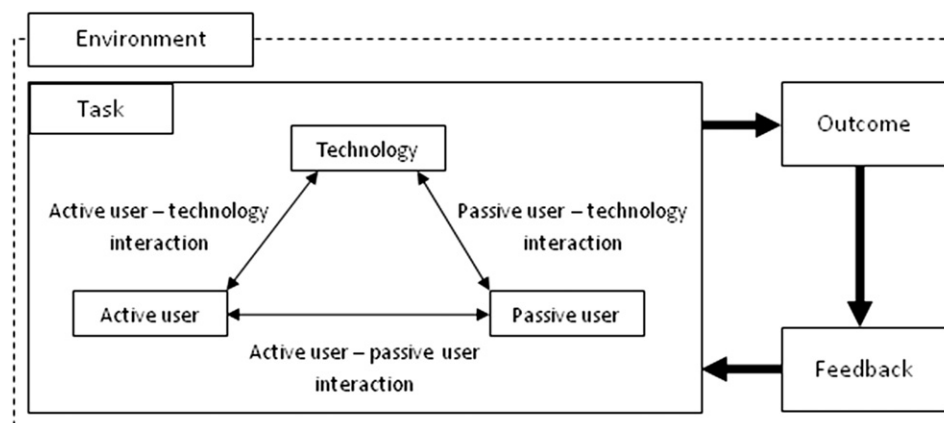 Environment
Task
Technology
Outcome
Active user – technology
interaction
Passive user – technology
interaction
Active user
Passive user
Active user – passive user
interaction
Feedback